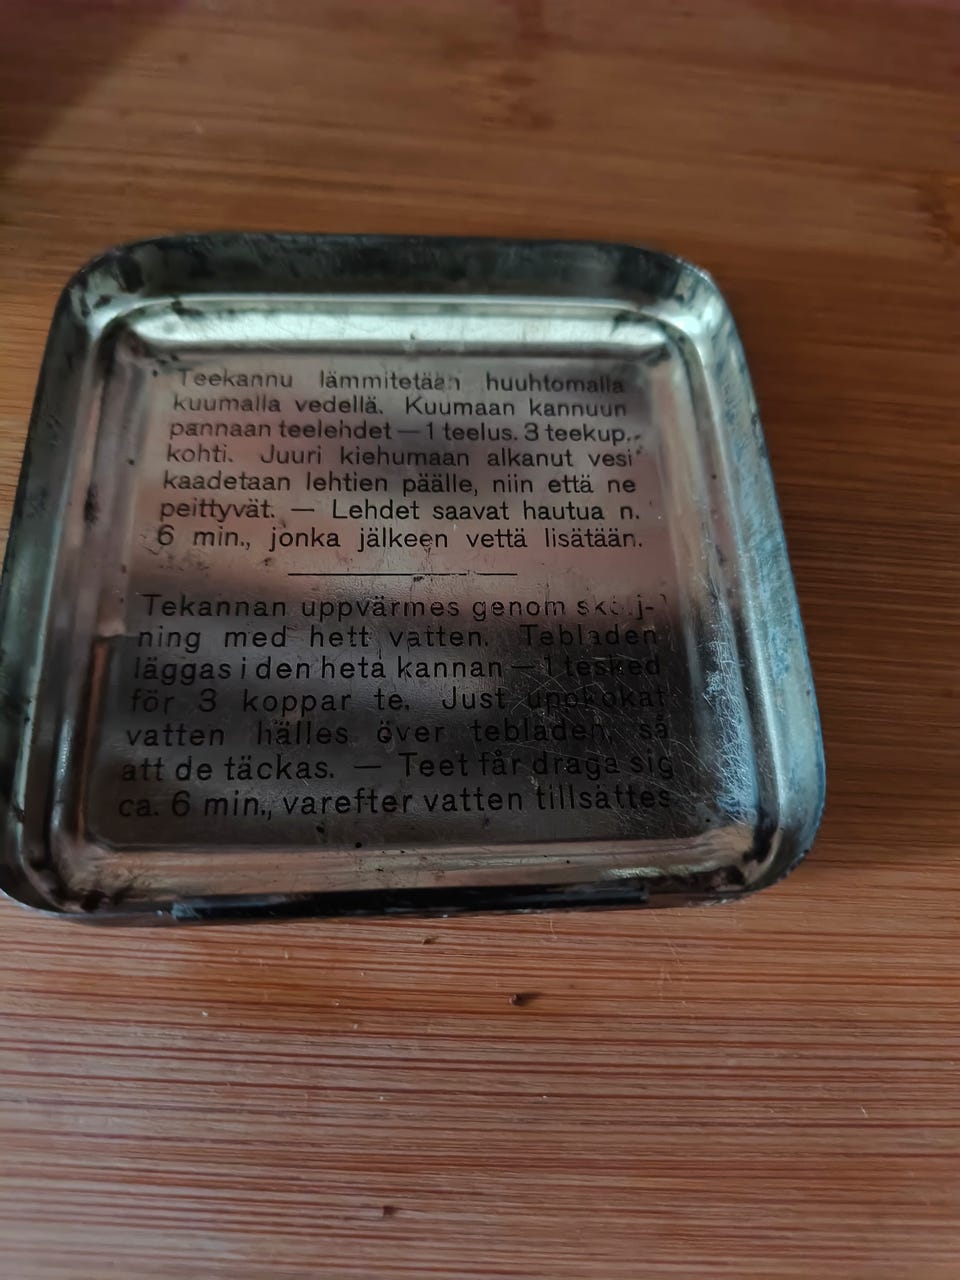 Teekannu lämmitetään huuhtomalla
kuumalla vedellä. Kuumaan kannuun
pannaan teelehdet — 1 teelus. 3 teekup.
kohti. Juuri kiehumaan alkanut vesi
kaadetaan lehtien päälle, niin että ne
peittyvät. — Lehdet saavat hautua n.
6 min., jonka jälkeen vettä lisätään.
Tekannan uppvärmes genom skölj-
ning med hett vatten. Tebladen
läggas i den heta kannan — 1 tesked
för 3 koppar te. Just uppkokat
vatten hälles över tebladen, så
att de täckas. — Teet får draga sig
ca. 6 min., varefter vatten tillsättes